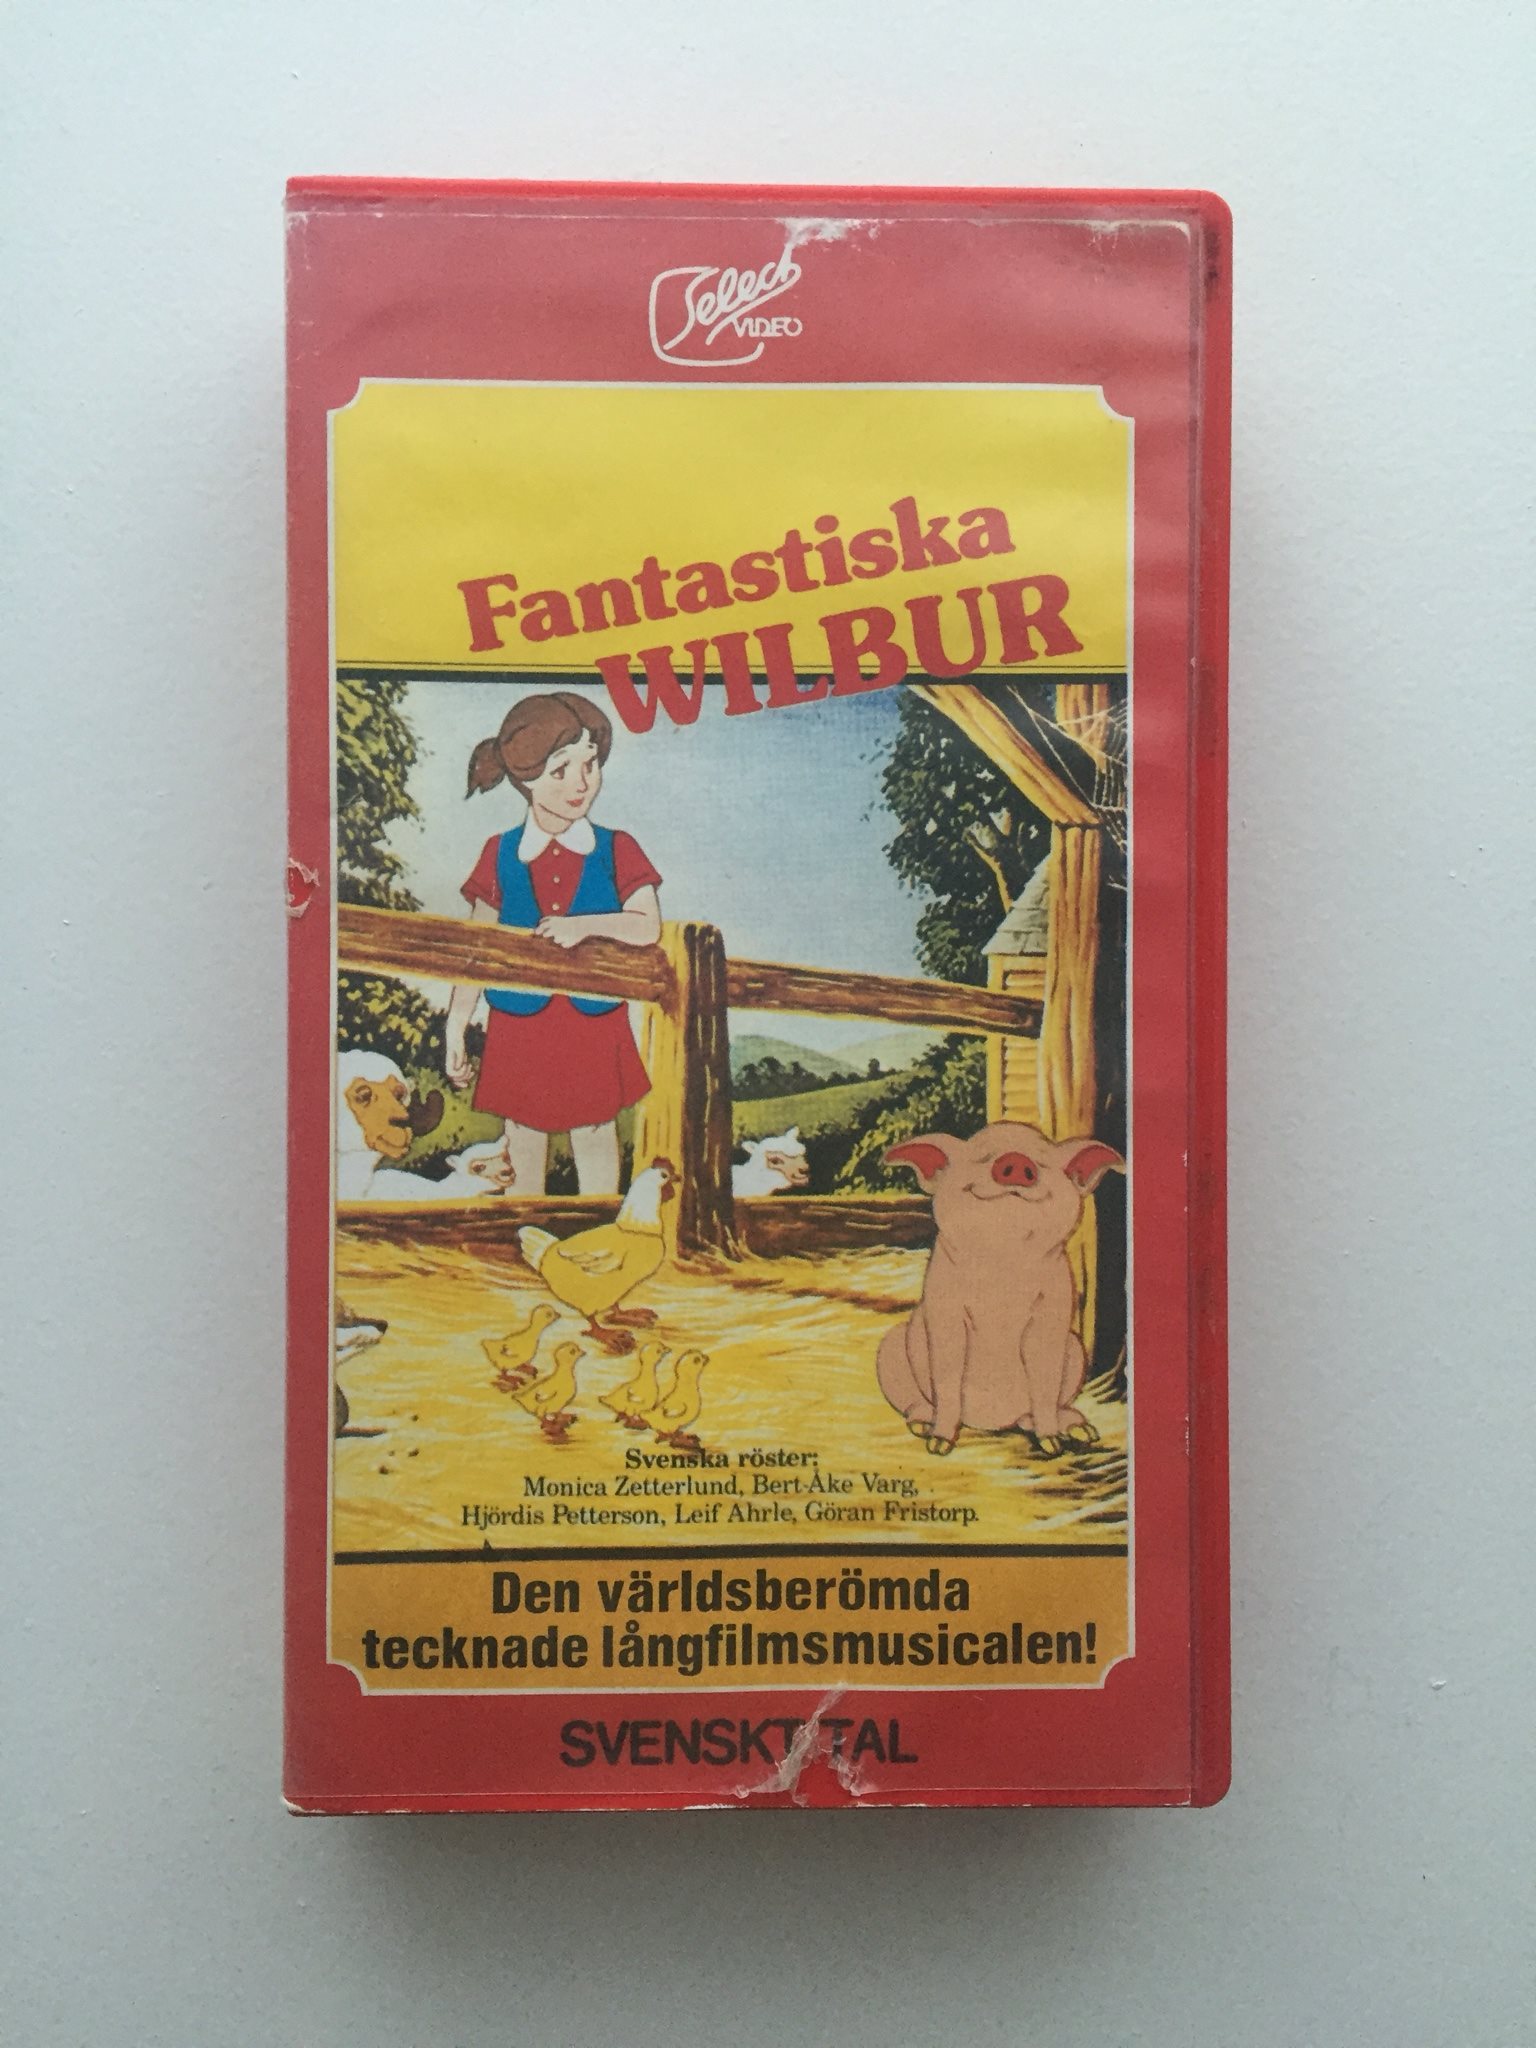 Select
VIDEO
Fantastiska
WILBUR
Svenska röster:
Monica Zetterlund, Bert-Åke Varg,
Hjördis Petterson, Leif Ahrle, Göran Fristorp.
Den världsberömda
tecknade långfilmsmusicalen!
SVENSKT TAL